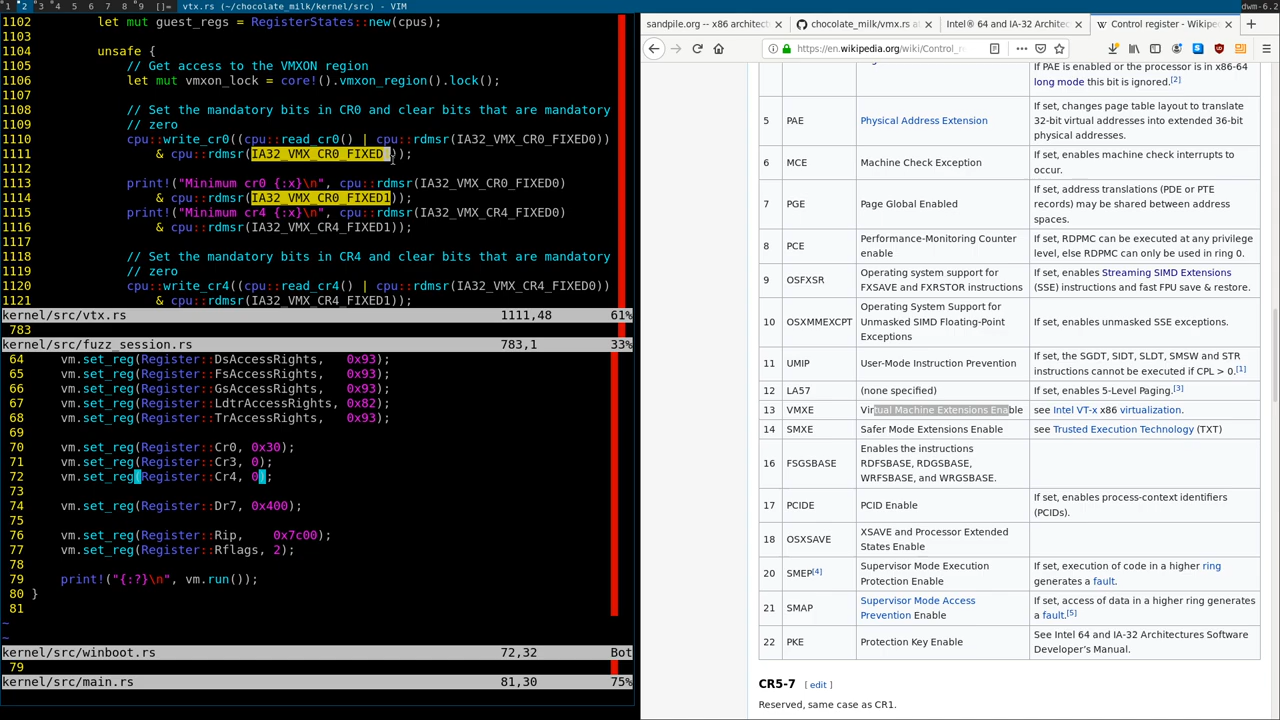 1 2 3 4 5 6 7 8 9 []= vtx.rs (~/chocolate_milk/kernel/src) - VIM dwm-6.2
1102 let mut guest_regs = RegisterStates::new(cpus);
1103
1104 unsafe {
1105 // Get access to the VMXON region
1106 let mut vmxon_lock = core!().vmxon_region().lock();
1107
1108 // Set the mandatory bits in CR0 and clear bits that are mandatory
1109 // zero
1110 cpu::write_cr0((cpu::read_cr0() | cpu::rdmsr(IA32_VMX_CR0_FIXED0))
1111 & cpu::rdmsr(IA32_VMX_CR0_FIXED ));
1112
1113 print!("Minimum cr0 {:x}\n", cpu::rdmsr(IA32_VMX_CR0_FIXED0)
1114 & cpu::rdmsr(IA32_VMX_CR0_FIXED1));
1115 print!("Minimum cr4 {:x}\n", cpu::rdmsr(IA32_VMX_CR4_FIXED0)
1116 & cpu::rdmsr(IA32_VMX_CR4_FIXED1));
1117
1118 // Set the mandatory bits in CR4 and clear bits that are mandatory
1119 // zero
1120 cpu::write_cr4((cpu::read_cr4() | cpu::rdmsr(IA32_VMX_CR4_FIXED0))
1121 & cpu::rdmsr(IA32_VMX_CR4_FIXED1));
kernel/src/vtx.rs 1111,48 61%
783
kernel/src/fuzz_session.rs 783,1 33%
64 vm.set_reg(Register::DsAccessRights, 0x93);
65 vm.set_reg(Register::FsAccessRights, 0x93);
66 vm.set_reg(Register::GsAccessRights, 0x93);
67 vm.set_reg(Register::LdtrAccessRights, 0x82);
68 vm.set_reg(Register::TrAccessRights, 0x93);
69
70 vm.set_reg(Register::Cr0, 0x30);
71 vm.set_reg(Register::Cr3, 0);
72 vm.set_reg(Register::Cr4, 0);
73
74 vm.set_reg(Register::Dr7, 0x400);
75
76 vm.set_reg(Register::Rip, 0x7c00);
77 vm.set_reg(Register::Rflags, 2);
78
79 print!("{:?}\n", vm.run());
80 }
81
~
~
kernel/src/winboot.rs 72,32 Bot
79
kernel/src/main.rs 81,30 75%
sandpile.org -- x86 architect
chocolate_milk/vmx.rs at
Intel® 64 and IA-32 Architec
Control register - Wikipedi
https://en.wikipedia.org/wiki/Control_r
If PAE is enabled or the processor is in x86-64
long mode this bit is ignored.[2]
5 PAE Physical Address Extension
If set, changes page table layout to translate
32-bit virtual addresses into extended 36-bit
physical addresses.
6 MCE Machine Check Exception
If set, enables machine check interrupts to
occur.
7 PGE Page Global Enabled
If set, address translations (PDE or PTE
records) may be shared between address
spaces.
8 PCE Performance-Monitoring Counter
enable
If set, RDPMC can be executed at any privilege
level, else RDPMC can only be used in ring 0.
9 OSFXSR Operating system support for
FXSAVE and FXRSTOR instructions
If set, enables Streaming SIMD Extensions
(SSE) instructions and fast FPU save & restore.
10 OSXMMEXCPT Operating System Support for
Unmasked SIMD Floating-Point
Exceptions
If set, enables unmasked SSE exceptions.
11 UMIP User-Mode Instruction Prevention
If set, the SGDT, SIDT, SLDT, SMSW and STR
instructions cannot be executed if CPL > 0.[1]
12 LA57 (none specified) If set, enables 5-Level Paging.[3]
13 VMXE Virtual Machine Extensions Enable see Intel VT-x x86 virtualization.
14 SMXE Safer Mode Extensions Enable see Trusted Execution Technology (TXT)
16 FSGSBASE Enables the instructions
RDFSBASE, RDGSBASE,
WRFSBASE, and WRGSBASE.
17 PCIDE PCID Enable
If set, enables process-context identifiers
(PCIDs).
18 OSXSAVE XSAVE and Processor Extended
States Enable
20 SMEP[4] Supervisor Mode Execution
Protection Enable
If set, execution of code in a higher ring
generates a fault.
21 SMAP Supervisor Mode Access
Prevention Enable
If set, access of data in a higher ring generates
a fault.[5]
22 PKE Protection Key Enable
See Intel 64 and IA-32 Architectures Software
Developer's Manual.
CR5-7 [ edit ]
Reserved, same case as CR1.